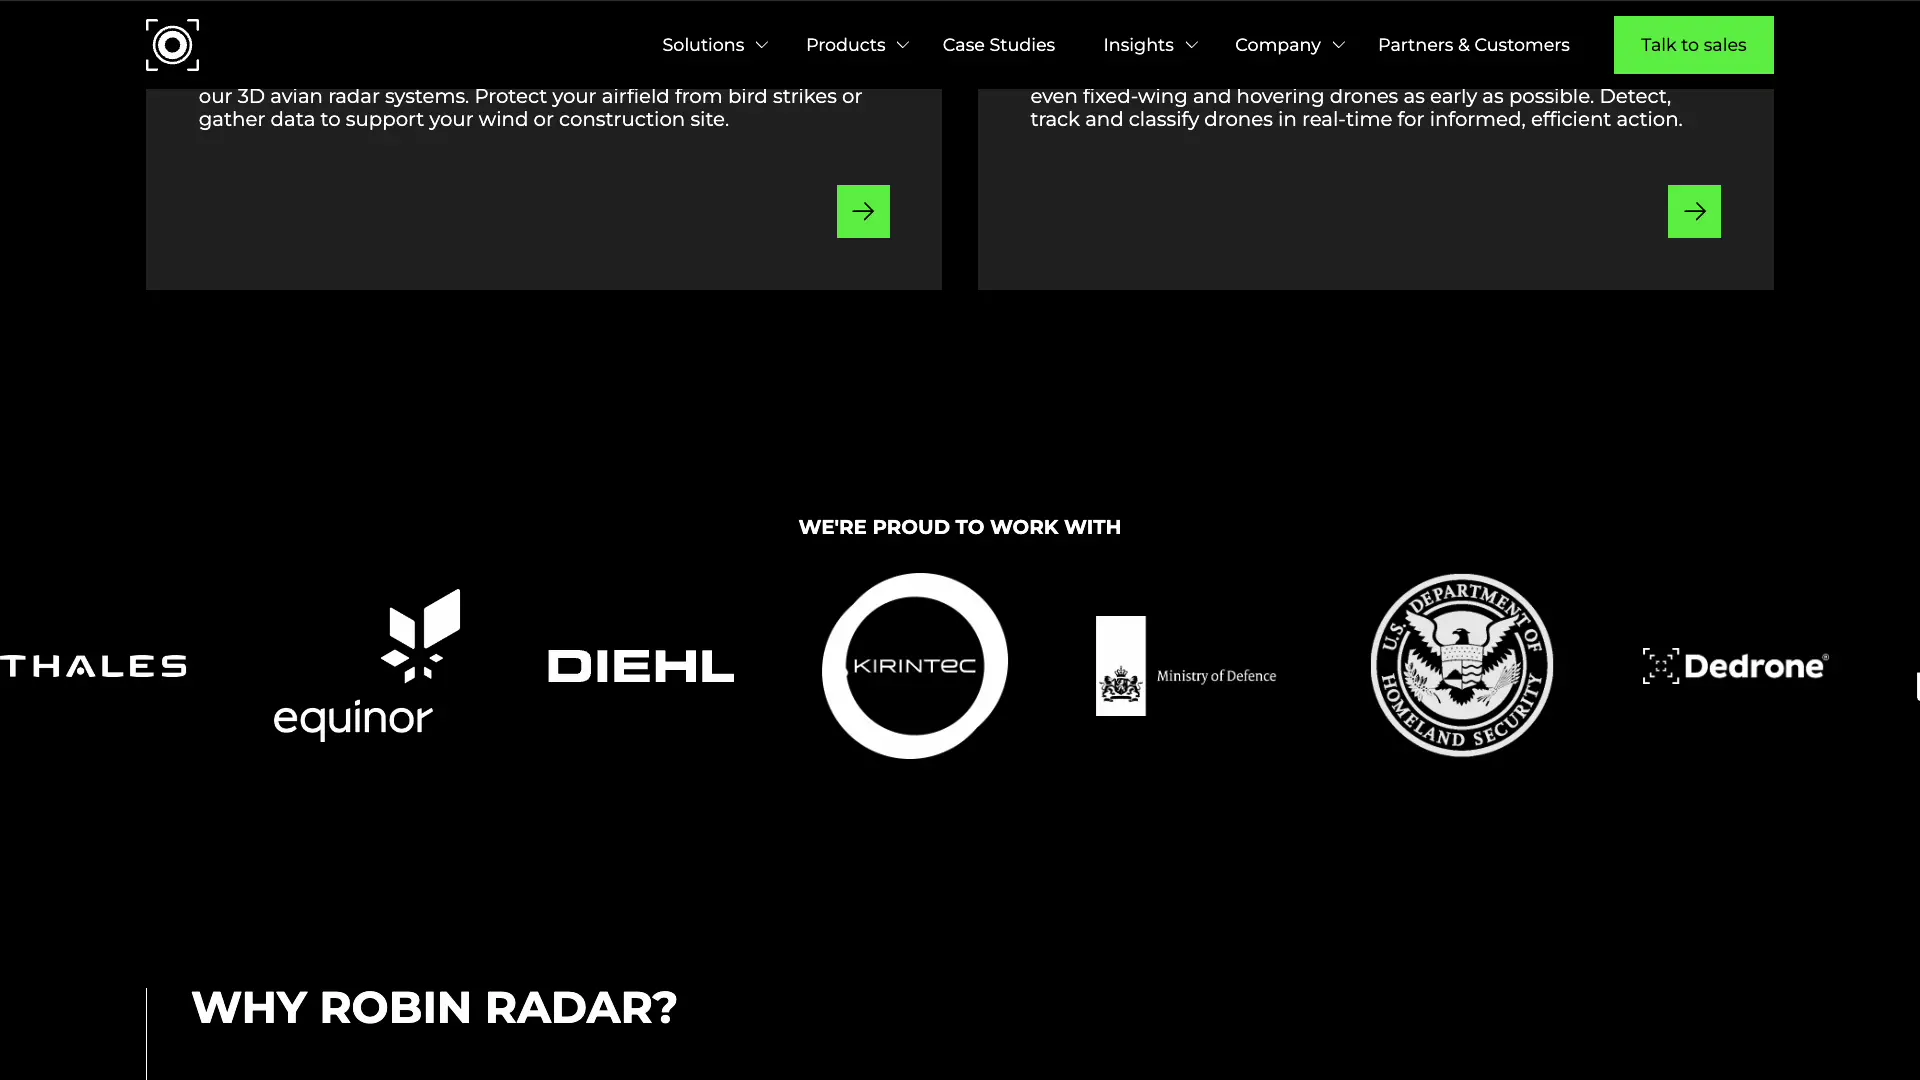 Solutions
Products
Case Studies
Insights
Company
Partners & Customers
Talk to sales
our 3D avian radar systems. Protect your airfield from bird strikes or
gather data to support your wind or construction site.
even fixed-wing and hovering drones as early as possible. Detect,
track and classify drones in real-time for informed, efficient action.
WE'RE PROUD TO WORK WITH
THALES
equinor
DIEHL
KIRINTEC
Ministry of Defence
U.S. DEPARTMENT OF
HOMELAND SECURITY
Dedrone®
WHY ROBIN RADAR?